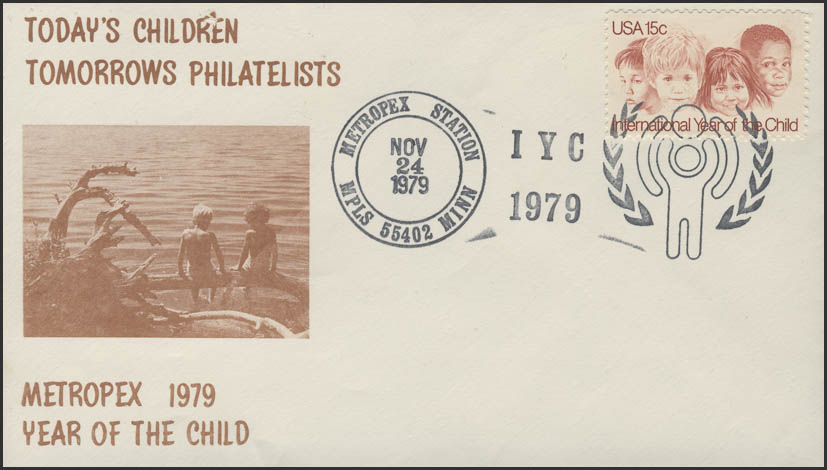 TODAY'S CHILDREN
TOMORROWS PHILATELISTS
USA 15c
International Year of the Child
METROPEX STATION
NOV
24
1979
MPLS 55402 MINN
IYC
1979
METROPEX 1979
YEAR OF THE CHILD